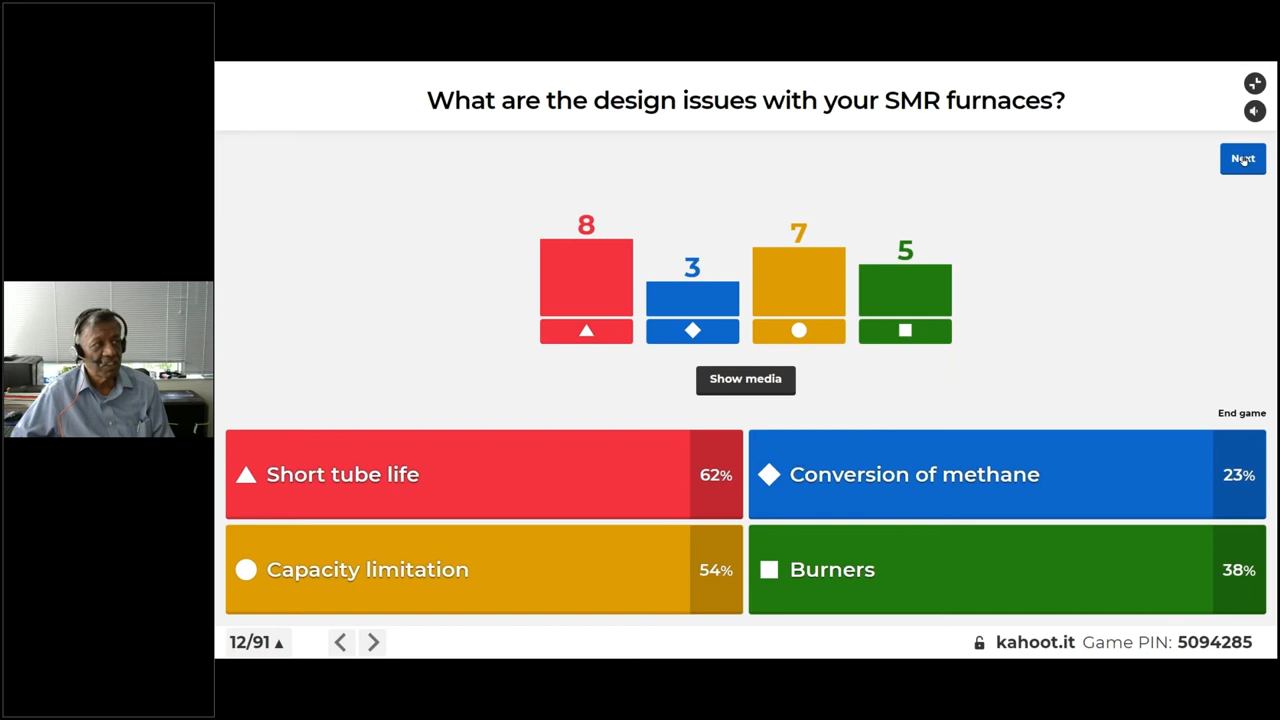 What are the design issues with your SMR furnaces?
Next
8
3
7
5
Show media
End game
Short tube life
62%
Conversion of methane
23%
Capacity limitation
54%
Burners
38%
12/91
kahoot.it Game PIN: 5094285